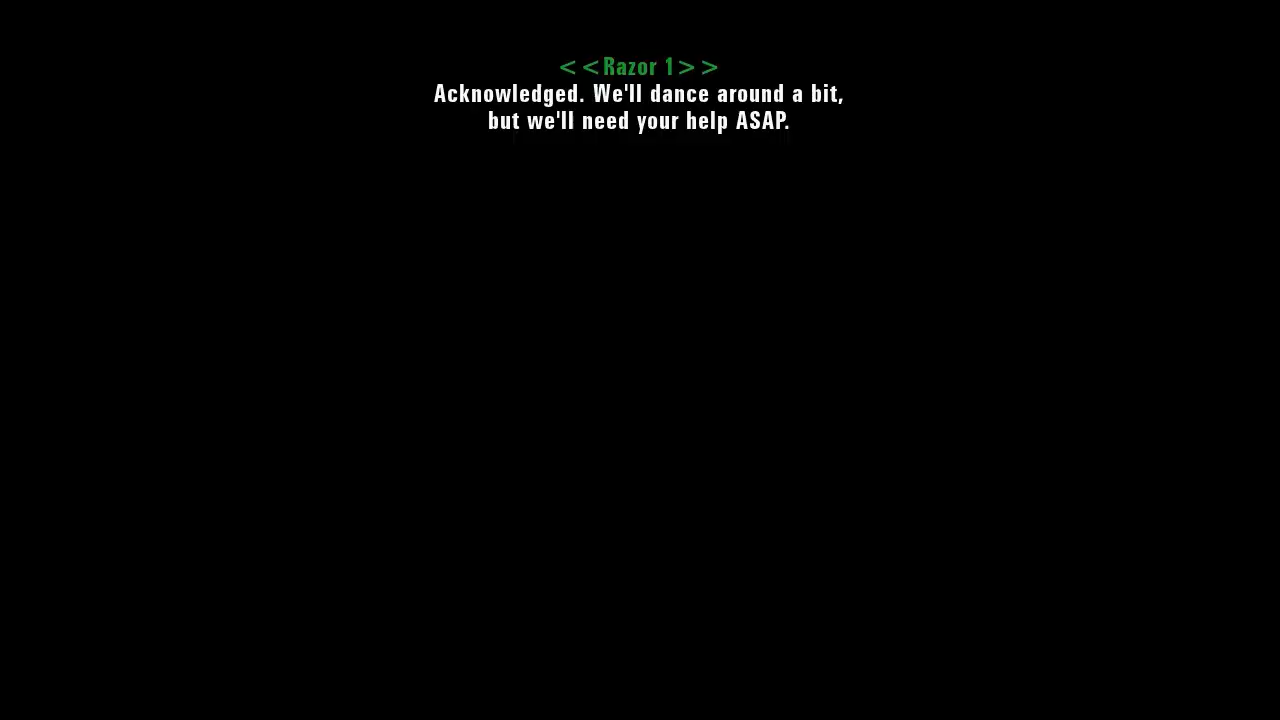 <<Razor 1>>
Acknowledged. We'll dance around a bit,
but we'll need your help ASAP.